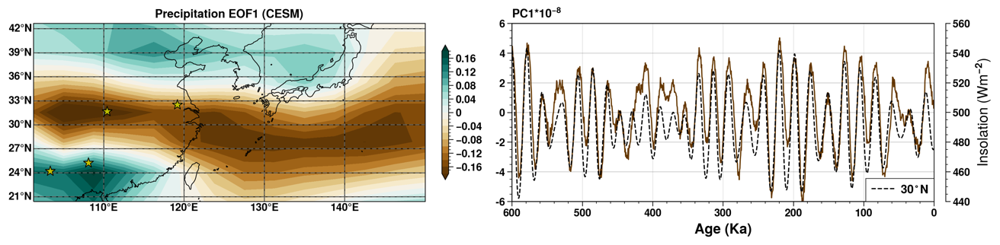 Precipitation EOF1 (CESM)
42°N
39°N
36°N
33°N
30°N
27°N
24°N
21°N
110°E
120°E
130°E
140°E
0.16
0.12
0.08
0.04
0
−0.04
−0.08
−0.12
−0.16
PC1*10⁻⁸
6
4
2
0
-2
-4
-6
600
500
400
300
200
100
0
Age (Ka)
560
540
520
500
480
460
440
Insolation (Wm⁻²)
30°N